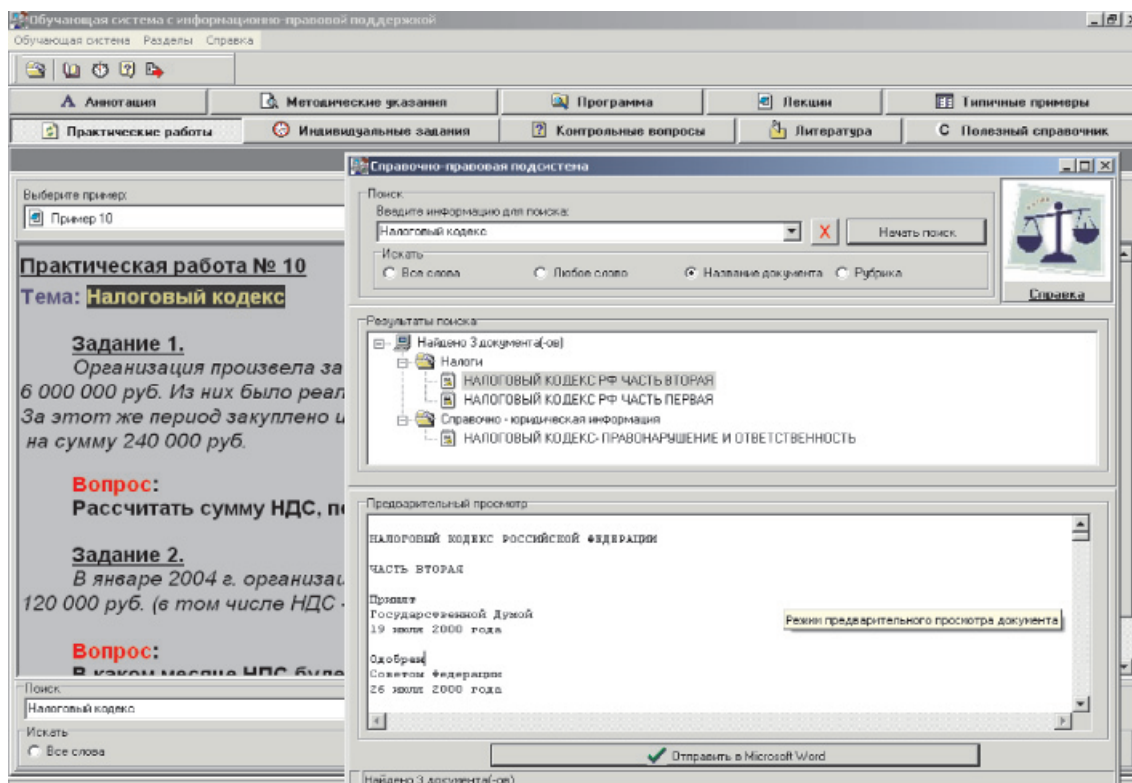 Обучающая система с информационно-правовой поддержкой
Обучающая система Разделы Справка
Аннотация Методические указания Программа Лекции Типичные примеры
Практические работы Индивидуальные задания Контрольные вопросы Литература Полезный справочник
Справочно-правовая подсистема
Выберите пример:
Пример 10
Практическая работа № 10
Тема: Налоговый кодекс
Задание 1.
Организация произвела за
6 000 000 руб. Из них было реал
За этот же период закуплено и
на сумму 240 000 руб.
Вопрос:
Рассчитать сумму НДС, пе
Задание 2.
В январе 2004 г. организац
120 000 руб. (в том числе НДС -
Вопрос:
В каком месяце НДС буде
Поиск
Налоговый кодекс
Искать
Все слова
Поиск
Введите информацию для поиска:
Налоговый кодекс X Начать поиск
Искать
Все слова Любое слово Название документа Рубрика
Справка
Результаты поиска
Найдено 3 документа(-ов)
Налоги
НАЛОГОВЫЙ КОДЕКС РФ ЧАСТЬ ВТОРАЯ
НАЛОГОВЫЙ КОДЕКС РФ ЧАСТЬ ПЕРВАЯ
Справочно - юридическая информация
НАЛОГОВЫЙ КОДЕКС- ПРАВОНАРУШЕНИЕ И ОТВЕТСТВЕННОСТЬ
Предварительный просмотр
НАЛОГОВЫЙ КОДЕКС РОССИЙСКОЙ ФЕДЕРАЦИИ
ЧАСТЬ ВТОРАЯ
Принят
Государственной Думой
19 июля 2000 года
Режим предварительного просмотра документа
Одобрен
Советом Федерации
26 июля 2000 года
Отправить в Microsoft Word
Найдено 3 документа(-ов)